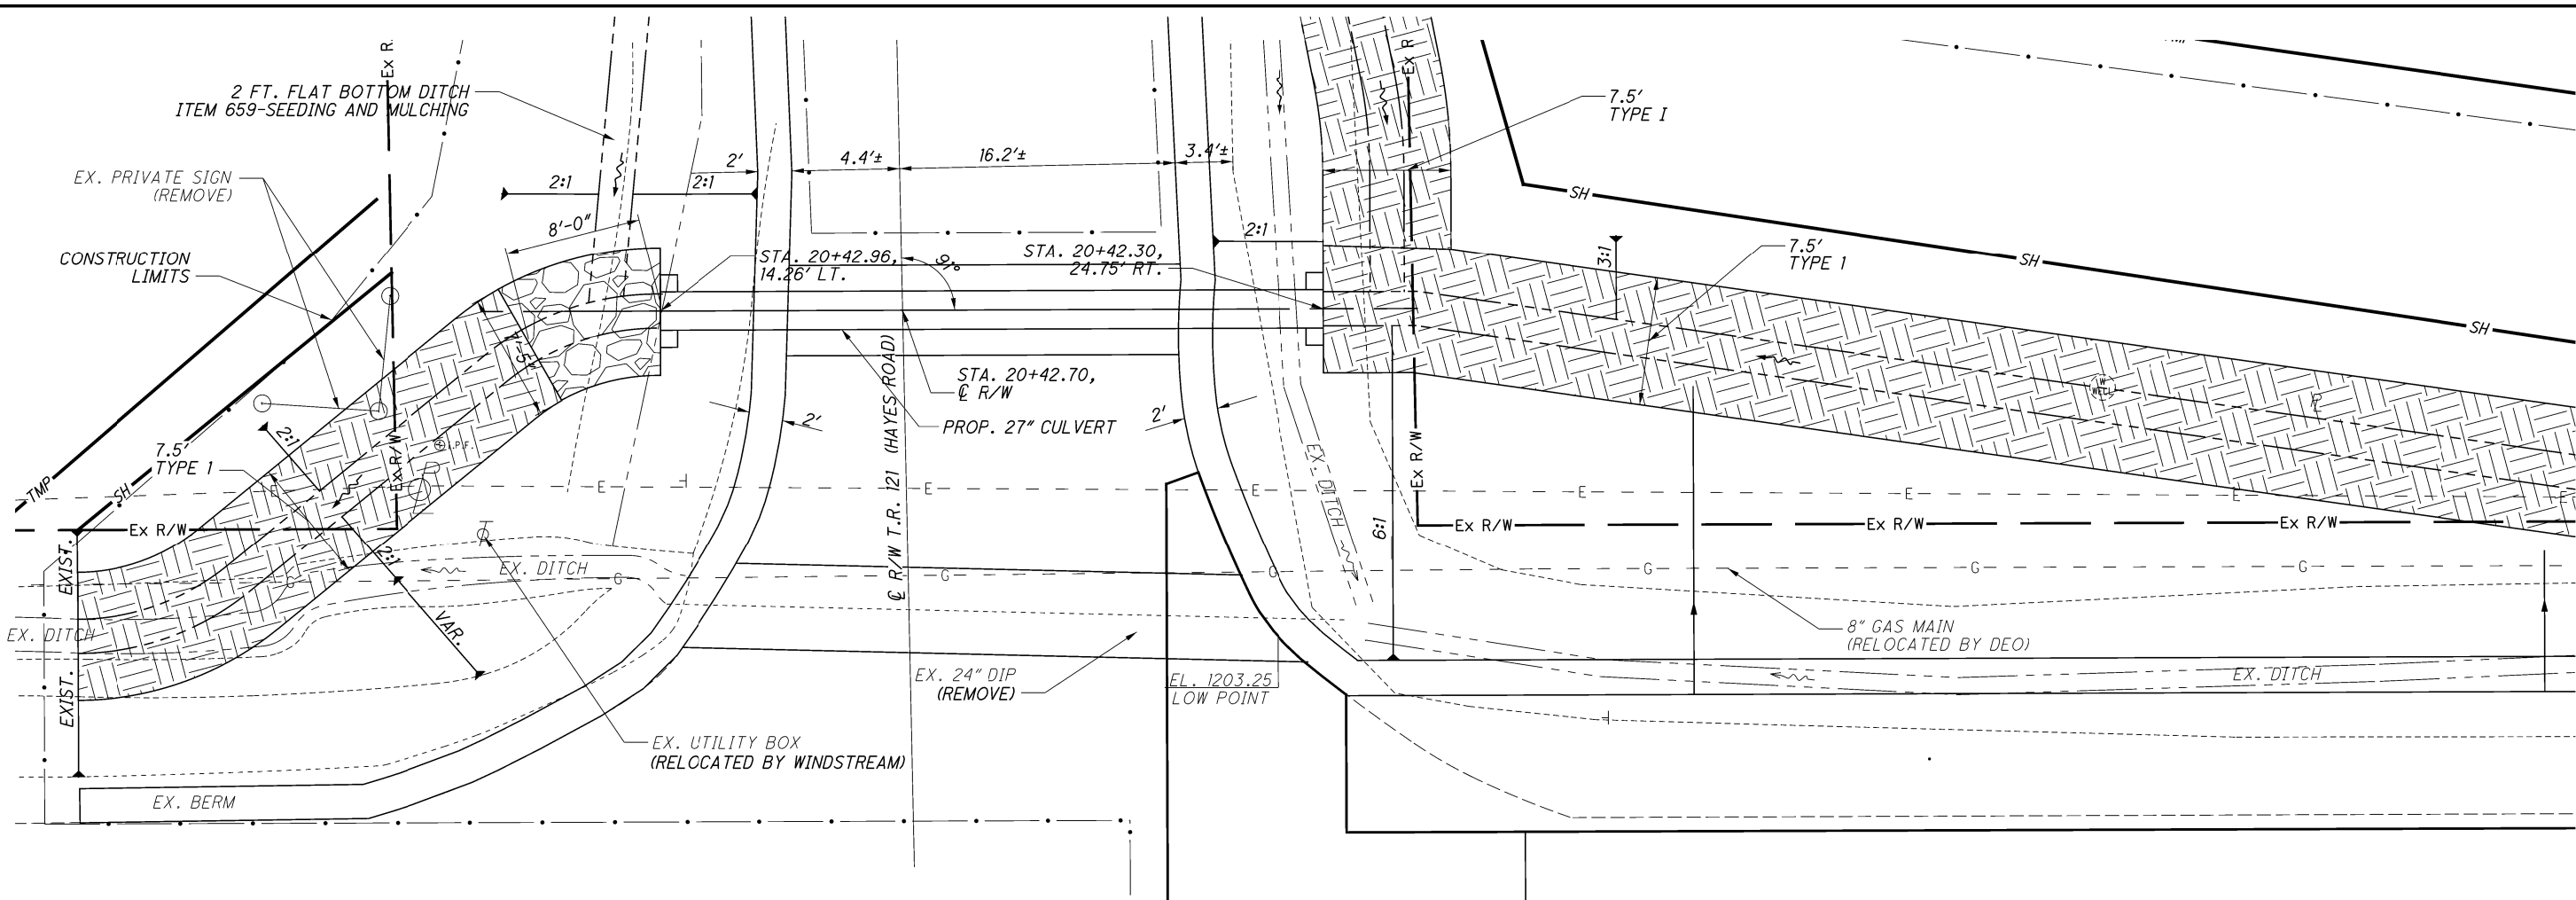 Ex R
2 FT. FLAT BOTTOM DITCH
ITEM 659-SEEDING AND MULCHING
Ex R
7.5'
TYPE I
EX. PRIVATE SIGN
(REMOVE)
2:1
2:1
2'
4.4'±
16.2'±
3.4'±
SH
8'-0"
CONSTRUCTION
LIMITS
STA. 20+42.96,
14.26' LT.
91°
STA. 20+42.30,
24.75' RT.
2:1
3:1
7.5'
TYPE 1
SH
SH
STA. 20+42.70,
℄ R/W
PROP. 27" CULVERT
W
WELL
2:1
7.5'
TYPE 1
I.P.F.
Ex R/W
2'
2'
℄ R/W T.R. 121 (HAYES ROAD)
EX. DITCH
Ex R/W
TMP
SH
E
E
E
E
E
E
E
Ex R/W
Ex R/W
Ex R/W
Ex R/W
6:1
EXIST.
2:1
EX. DITCH
G
G
G
G
G
G
G
EX. DITCH
VAR.
8" GAS MAIN
(RELOCATED BY DEO)
EXIST.
EX. 24" DIP
(REMOVE)
EL. 1203.25
LOW POINT
EX. DITCH
EX. UTILITY BOX
(RELOCATED BY WINDSTREAM)
EX. BERM